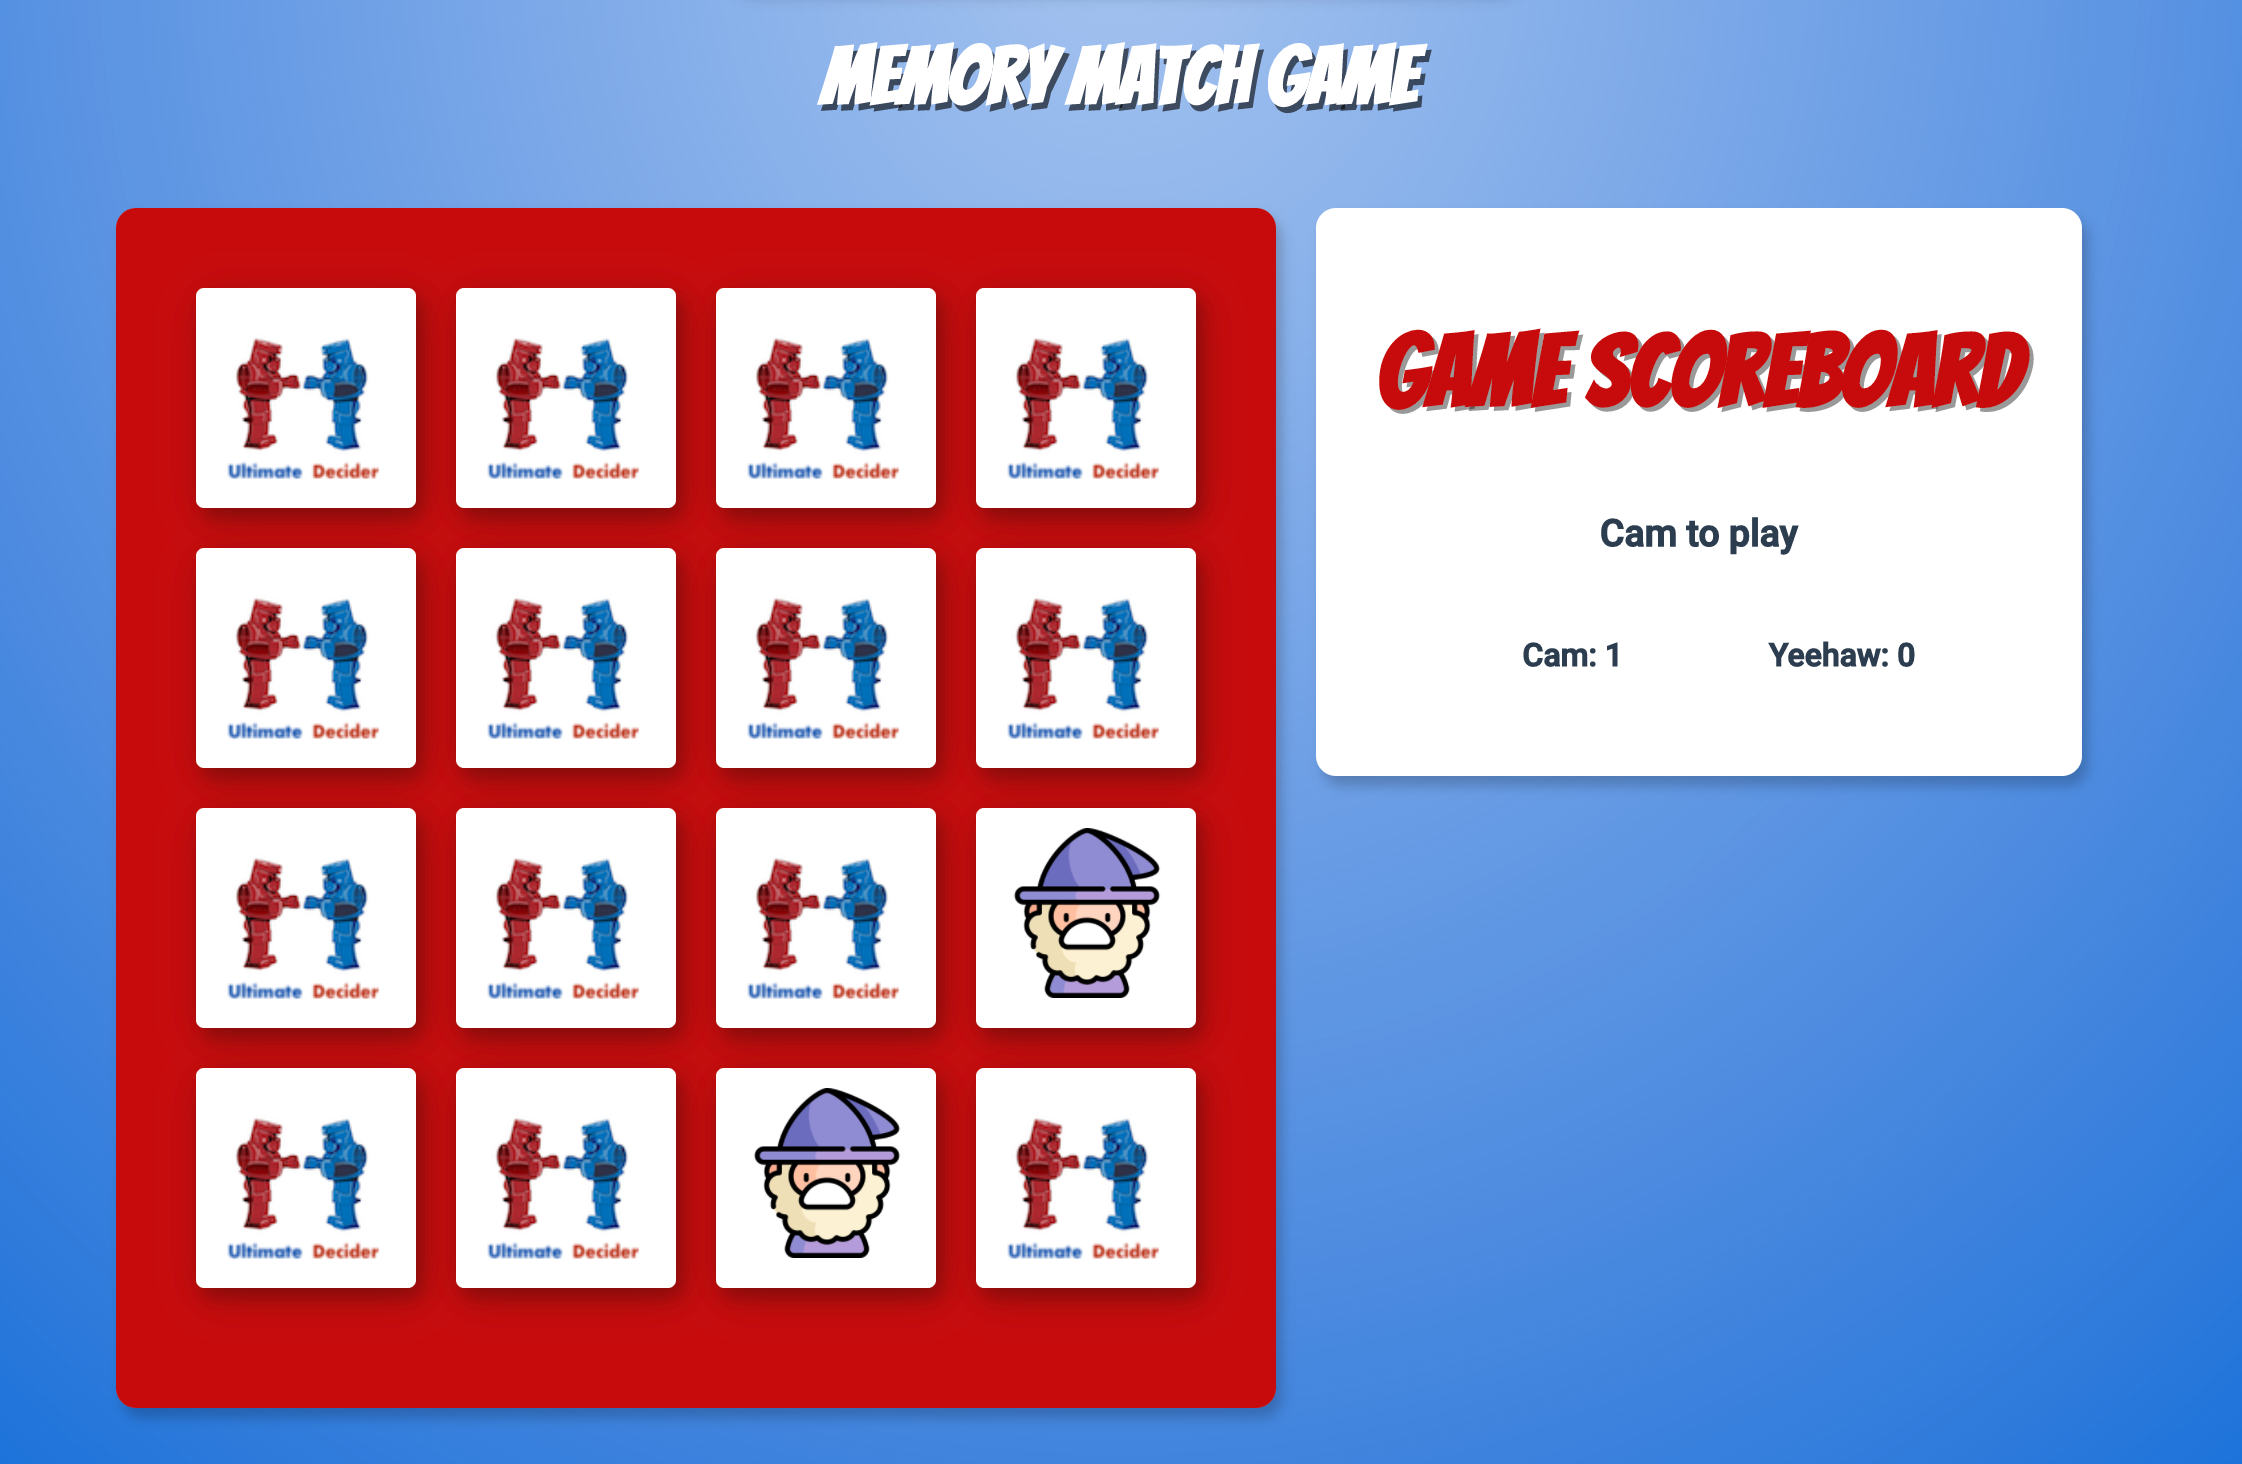 MEMORY MATCH GAME
GAME SCOREBOARD
Cam to play
Cam: 1 Yeehaw: 0
Ultimate Decider Ultimate Decider Ultimate Decider Ultimate Decider
Ultimate Decider Ultimate Decider Ultimate Decider Ultimate Decider
Ultimate Decider Ultimate Decider Ultimate Decider
Ultimate Decider Ultimate Decider Ultimate Decider